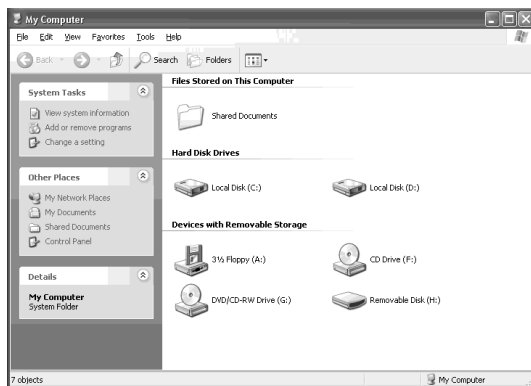 My Computer
File Edit View Favorites Tools Help
Back Search Folders
System Tasks
View system information
Add or remove programs
Change a setting
Other Places
My Network Places
My Documents
Shared Documents
Control Panel
Details
My Computer
System Folder
Files Stored on This Computer
Shared Documents
Hard Disk Drives
Local Disk (C:) Local Disk (D:)
Devices with Removable Storage
3½ Floppy (A:) CD Drive (F:)
DVD/CD-RW Drive (G:) Removable Disk (H:)
7 objects My Computer